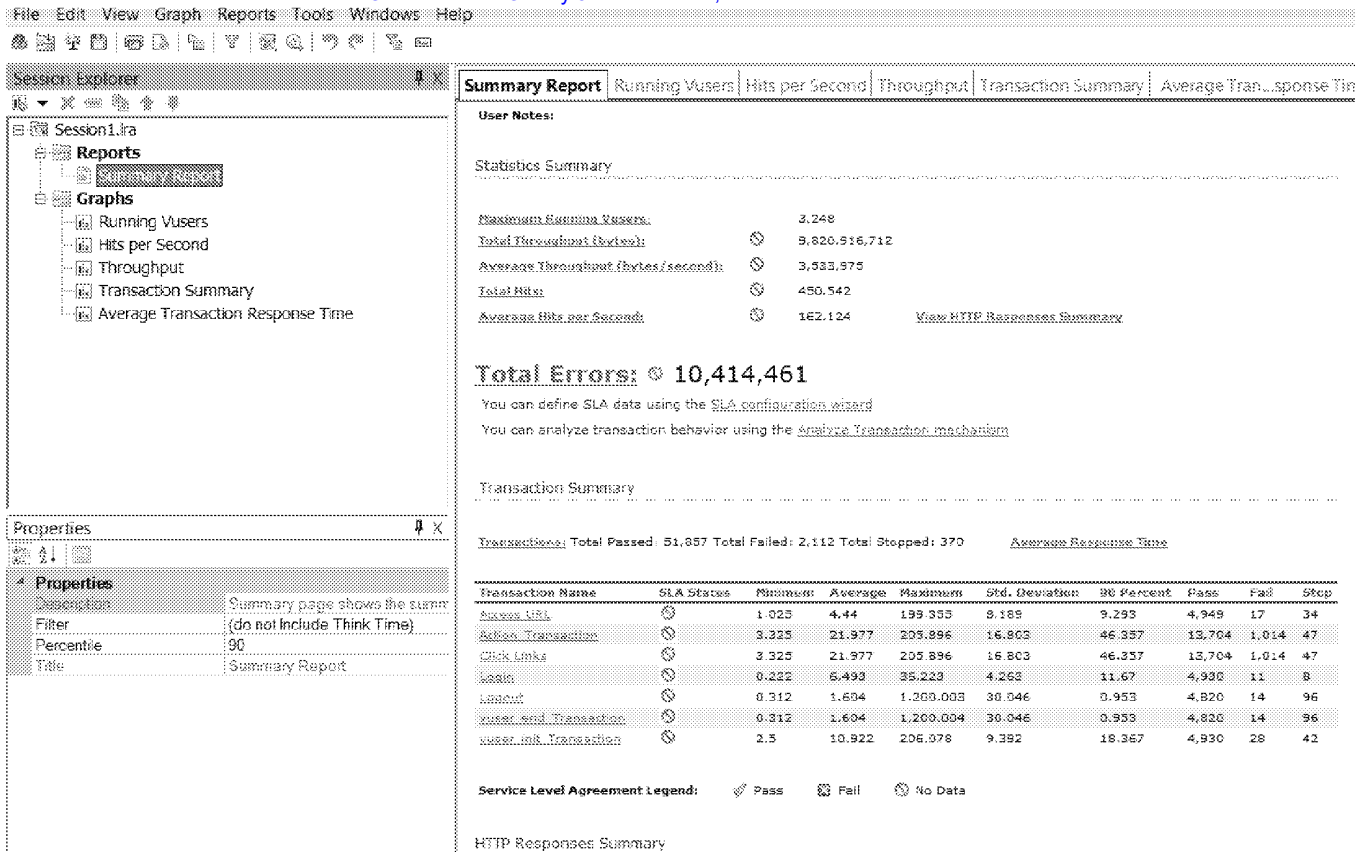 File Edit View Graph Reports Tools Windows Help
Session Explorer
Session1.lra
Reports
Summary Report
Graphs
Running Vusers
Hits per Second
Throughput
Transaction Summary
Average Transaction Response Time
Properties
Properties
Description Summary page shows the summ
Filter (do not Include Think Time)
Percentile 90
Title Summary Report
Summary Report Running Vusers Hits per Second Throughput Transaction Summary Average Tran...sponse Tim
User Notes:
Statistics Summary
Maximum Running Vusers: 3,248
Total Throughput (bytes): 9,820,916,712
Average Throughput (bytes/second): 3,533,975
Total Hits: 450,542
Average Hits per Second: 162.124 View HTTP Responses Summary
Total Errors: 10,414,461
You can define SLA data using the SLA configuration wizard
You can analyze transaction behavior using the Analyze Transaction mechanism
Transaction Summary
Transactions: Total Passed: 51,857 Total Failed: 2,112 Total Stopped: 370 Average Response Time
Transaction Name SLA Status Minimum Average Maximum Std. Deviation 90 Percent Pass Fail Stop
Access URL 1.025 4.44 199.355 8.189 9.293 4,949 17 34
Action_Transaction 3.325 21.977 205.896 16.803 46.357 13,704 1,014 47
Click Links 3.325 21.977 205.896 16.803 46.357 13,704 1,014 47
Login 0.222 6.493 36.223 4.263 11.67 4,930 11 8
Logout 0.312 1.604 1,200.003 30.046 0.953 4,820 14 96
vuser_end_Transaction 0.312 1.604 1,200.004 30.046 0.953 4,820 14 96
vuser_init_Transaction 2.5 10.922 206.078 9.392 18.367 4,930 28 42
Service Level Agreement Legend: Pass Fail No Data
HTTP Responses Summary